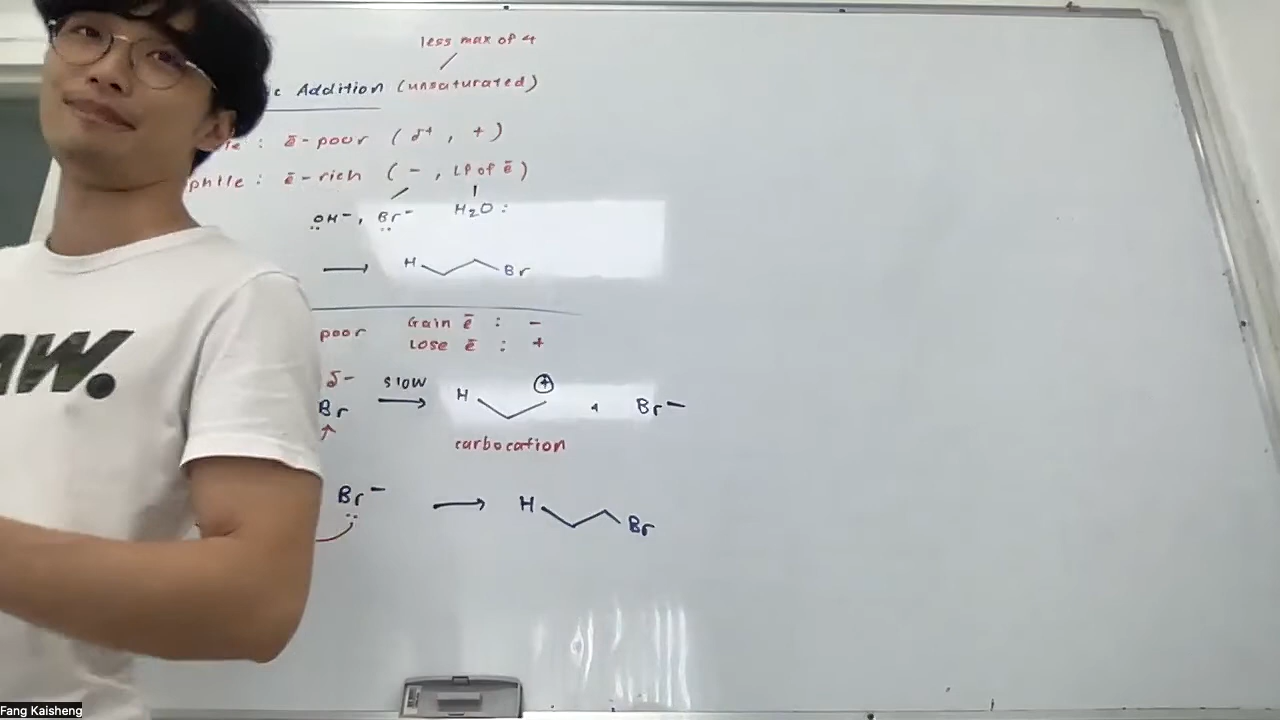 less max of 4
c Addition (unsaturated)
: ē-poor ( δ+ , + )
phile : ē-rich ( - , LP of ē )
OH-, Br- H2O:
→ H Br
poor Gain ē : -
Lose ē : +
δ- slow ⊕
Br → H + Br-
carbocation
Br- → H Br
AW.
Fang Kaisheng